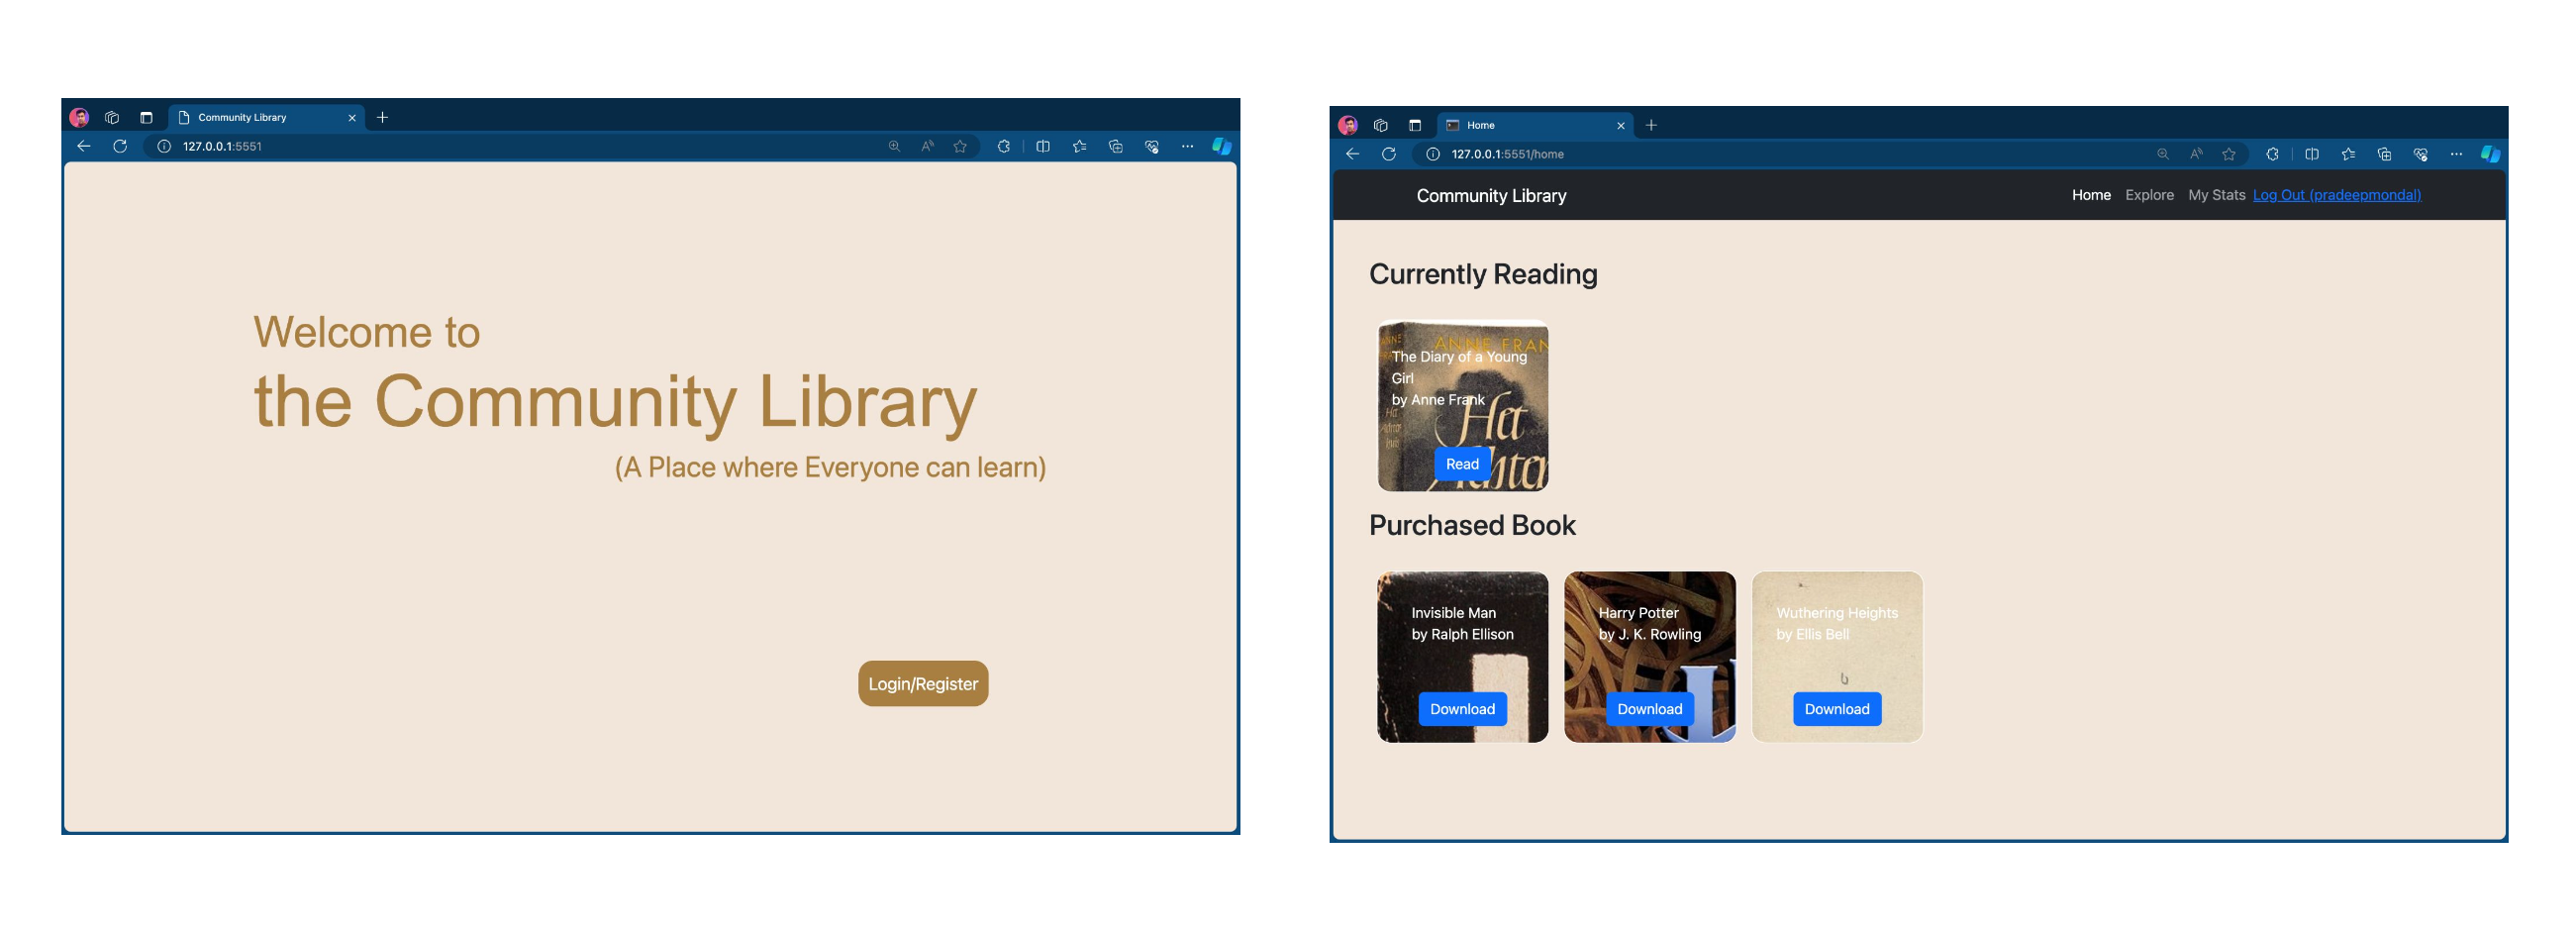 Community Library
127.0.0.1:5551
Welcome to
the Community Library
(A Place where Everyone can learn)
Login/Register
Home
127.0.0.1:5551/home
Community Library
Home Explore My Stats Log Out (pradeepmondal)
Currently Reading
ANNE FRAN
The Diary of a Young
Girl
by Anne Frank
Het
Read
Purchased Book
Invisible Man
by Ralph Ellison
Download
Harry Potter
by J. K. Rowling
Download
Wuthering Heights
by Ellis Bell
Download